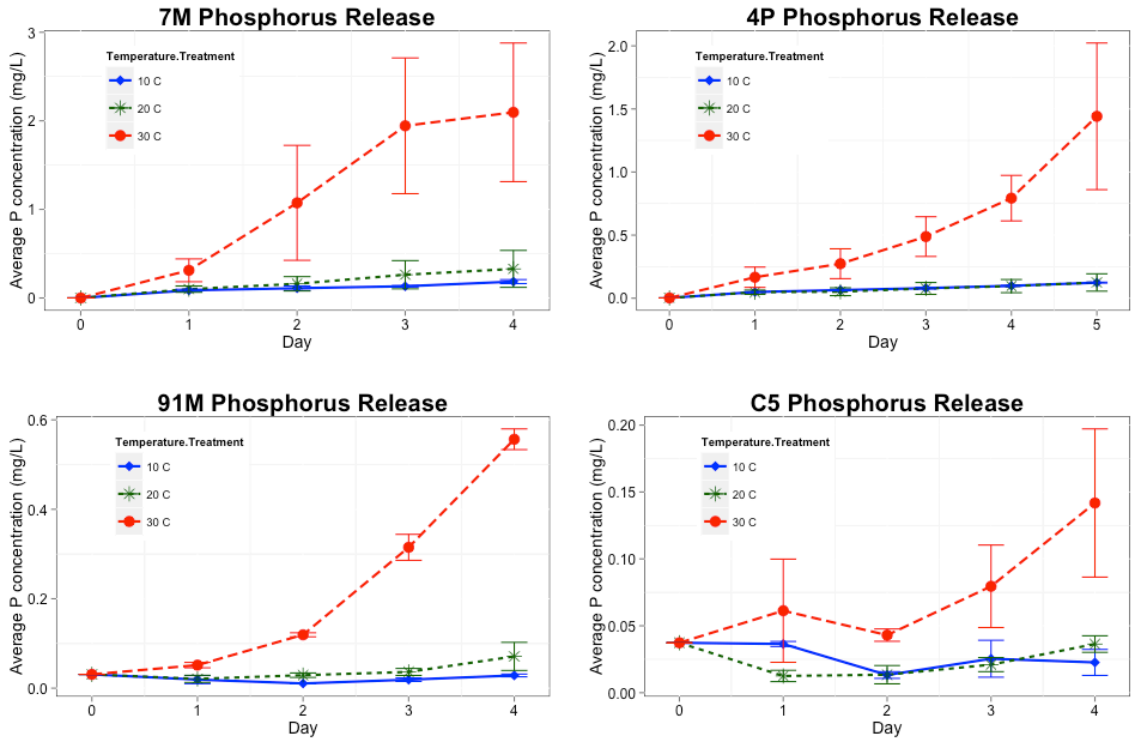 7M Phosphorus Release
Average P concentration (mg/L)
3
2
1
0
Temperature.Treatment
10 C
20 C
30 C
0 1 2 3 4
Day
4P Phosphorus Release
Average P concentration (mg/L)
2.0
1.5
1.0
0.5
0.0
Temperature.Treatment
10 C
20 C
30 C
0 1 2 3 4 5
Day
91M Phosphorus Release
Average P concentration (mg/L)
0.6
0.4
0.2
0.0
Temperature.Treatment
10 C
20 C
30 C
0 1 2 3 4
Day
C5 Phosphorus Release
Average P concentration (mg/L)
0.20
0.15
0.10
0.05
0.00
Temperature.Treatment
10 C
20 C
30 C
0 1 2 3 4
Day